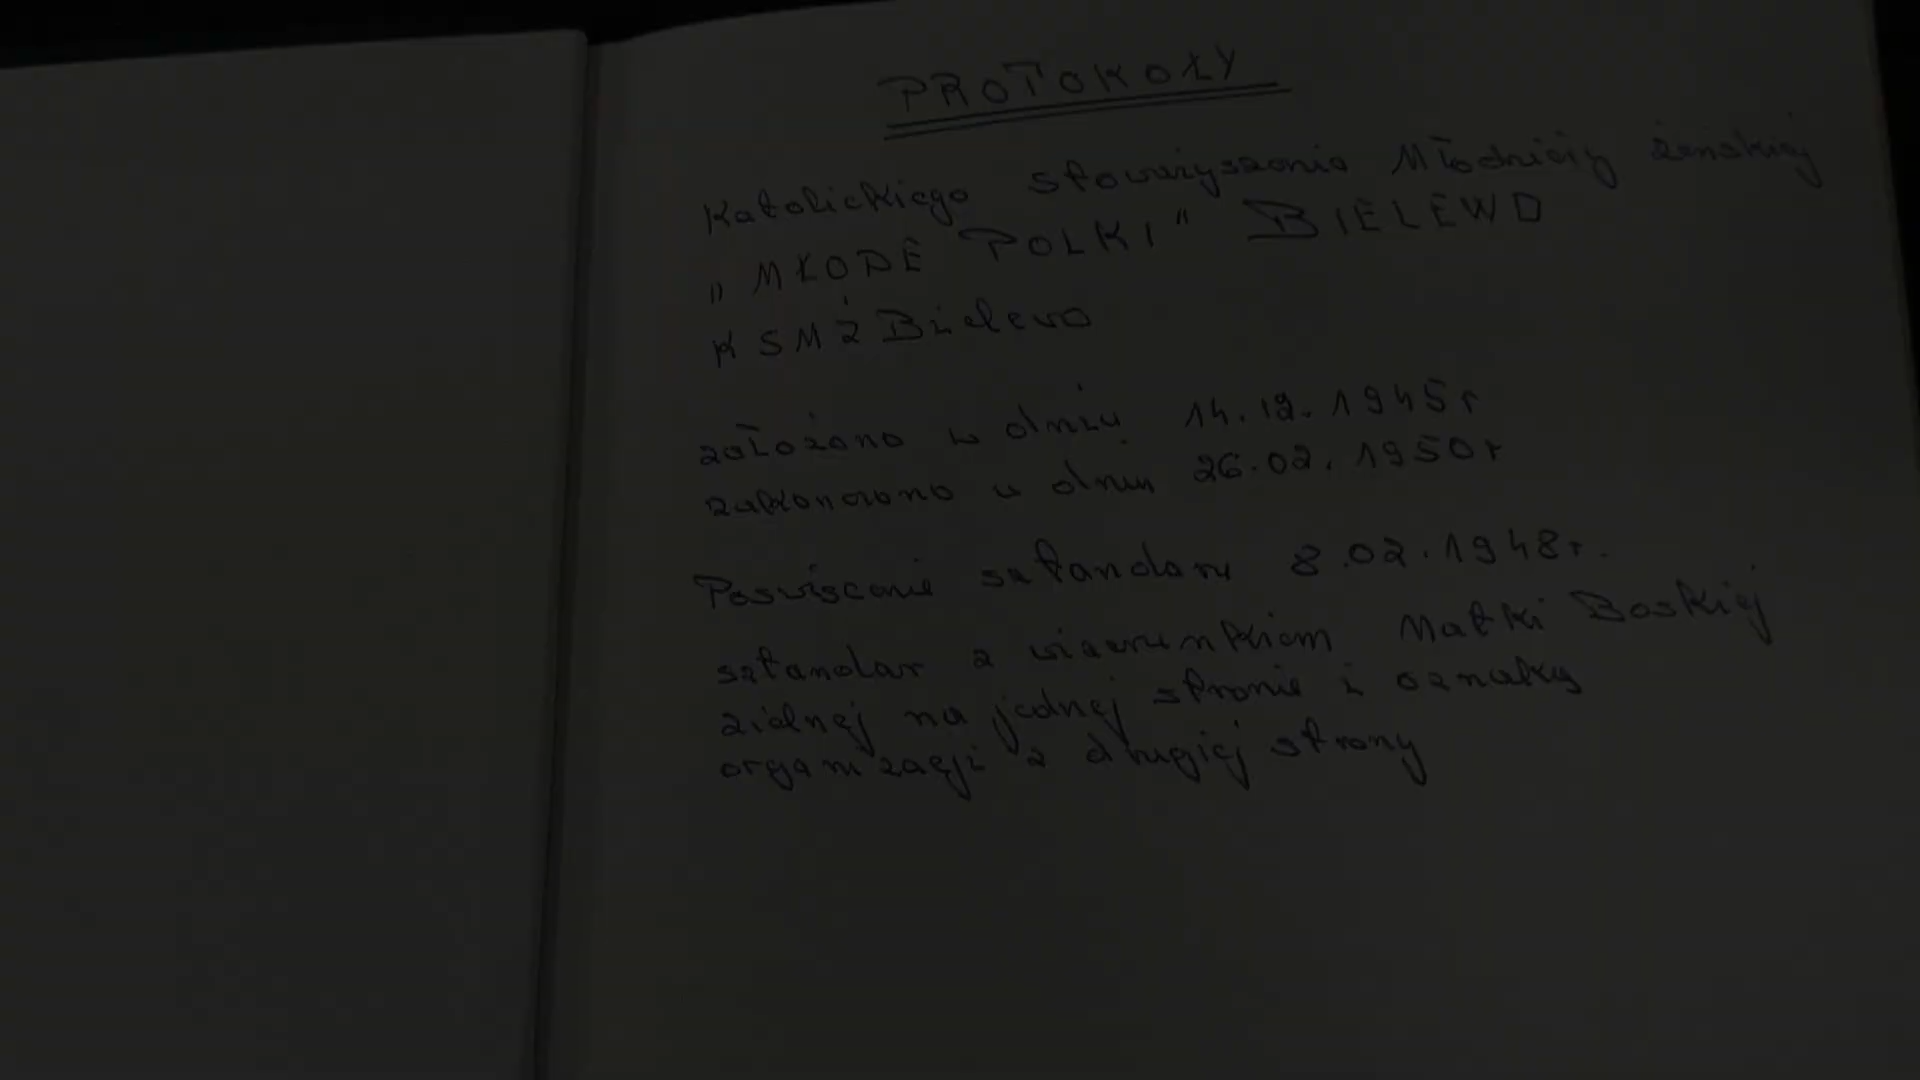 PROTOKOŁY
Katolickiego stowarzyszenia Młodzieży żeńskiej
„MŁODE POLKI" BIELEWO
KSMŻ Bielewo
założono w dniu 14.12.1945r
zakończono w dniu 26.02.1950r
Poświęcenie sztandaru 8.02.1948r.
sztandar z wizerunkiem Matki Boskiej
zielnej na jednej stronie i oznaką
organizacji z drugiej strony